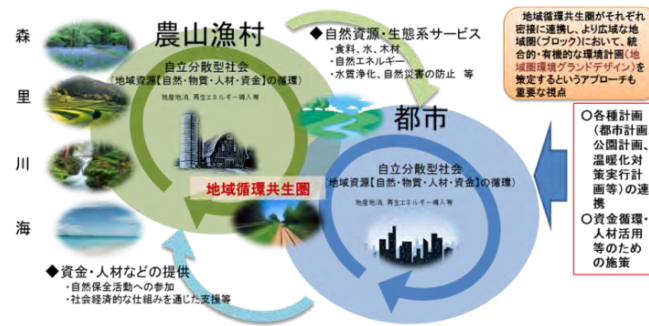 森
里
川
海
農山漁村
自立分散型社会
(地域資源【自然・物質・人材・資金】の循環)
地産地消、再生エネルギー導入等
◆自然資源・生態系サービス
・食料、水、木材
・自然エネルギー
・水質浄化、自然災害の防止 等
都市
自立分散型社会
(地域資源【自然・物質・人材・資金】の循環)
地産地消、再生エネルギー導入等
地域循環共生圏
◆資金・人材などの提供
・自然保全活動への参加
・社会経済的な仕組を通じた支援等
地域循環共生圏がそれぞれ
密接に連携し、より広域な地
域圏(ブロック)において、統
合的・有機的な環境計画(地
域圏環境グランドデザイン)を
策定するというアプローチも
重要な視点
〇各種計画
(都市計画、
公園計画、
温暖化対
策実行計
画等)の連
携
〇資金循環・
人材活用
等のため
の施策